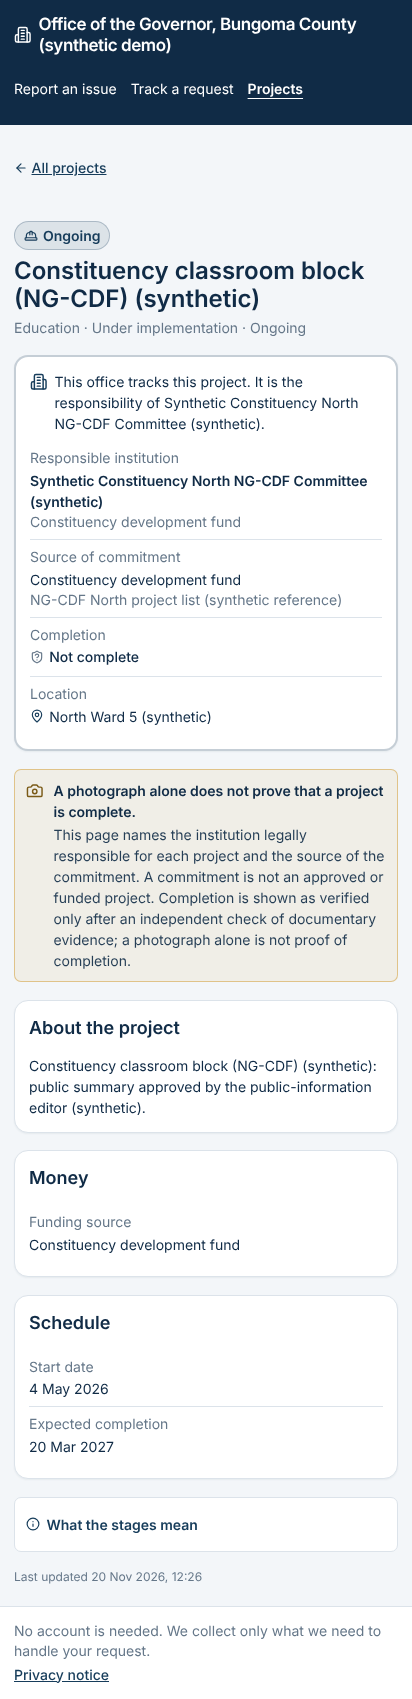 Office of the Governor, Bungoma County
(synthetic demo)
Report an issue Track a request Projects
← All projects
Ongoing
Constituency classroom block
(NG-CDF) (synthetic)
Education · Under implementation · Ongoing
This office tracks this project. It is the
responsibility of Synthetic Constituency North
NG-CDF Committee (synthetic).
Responsible institution
Synthetic Constituency North NG-CDF Committee
(synthetic)
Constituency development fund
Source of commitment
Constituency development fund
NG-CDF North project list (synthetic reference)
Completion
Not complete
Location
North Ward 5 (synthetic)
A photograph alone does not prove that a project
is complete.
This page names the institution legally
responsible for each project and the source of the
commitment. A commitment is not an approved or
funded project. Completion is shown as verified
only after an independent check of documentary
evidence; a photograph alone is not proof of
completion.
About the project
Constituency classroom block (NG-CDF) (synthetic):
public summary approved by the public-information
editor (synthetic).
Money
Funding source
Constituency development fund
Schedule
Start date
4 May 2026
Expected completion
20 Mar 2027
What the stages mean
Last updated 20 Nov 2026, 12:26
No account is needed. We collect only what we need to
handle your request.
Privacy notice